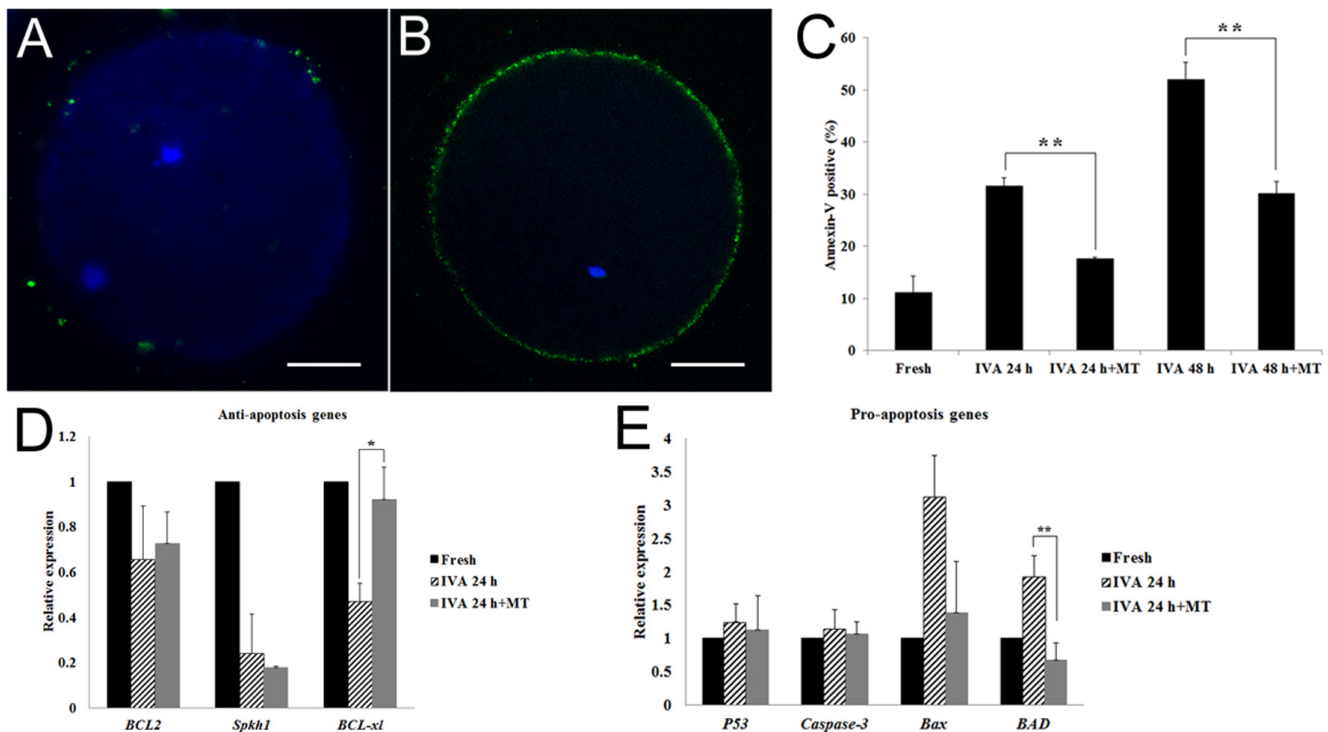 A
B
C
Annexin-V positive (%)
60
50
40
30
20
10
0
**
**
Fresh
IVA 24 h
IVA 24 h+MT
IVA 48 h
IVA 48 h+MT
D
Anti-apoptosis genes
Relative expression
1.2
1
0.8
0.6
0.4
0.2
0
*
BCL2
Spkh1
BCL-xl
Fresh
IVA 24 h
IVA 24 h+MT
E
Pro-apoptosis genes
Relative expression
4
3.5
3
2.5
2
1.5
1
0.5
0
**
P53
Caspase-3
Bax
BAD
Fresh
IVA 24 h
IVA 24 h+MT